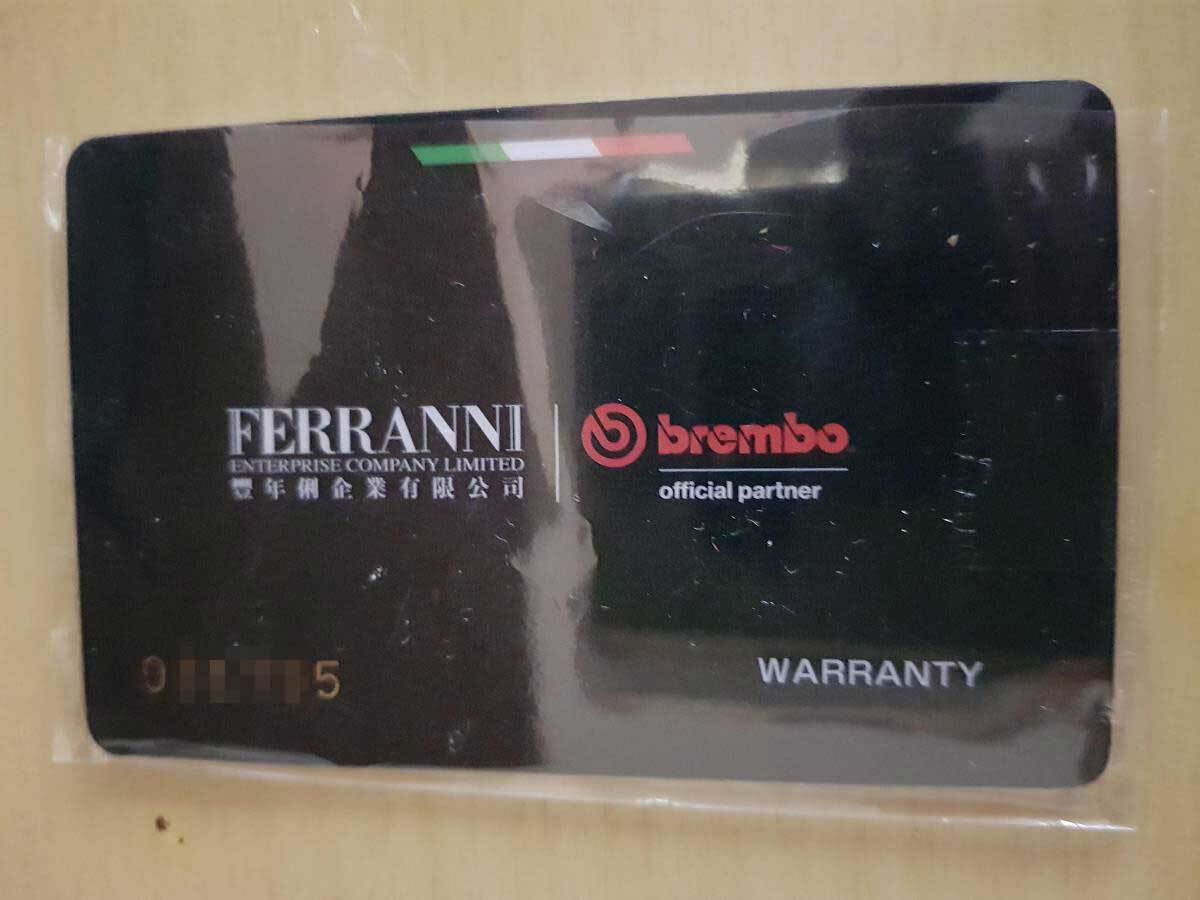 FERRANNI
ENTERPRISE COMPANY LIMITED
豐年俐企業有限公司
brembo
official partner
WARRANTY